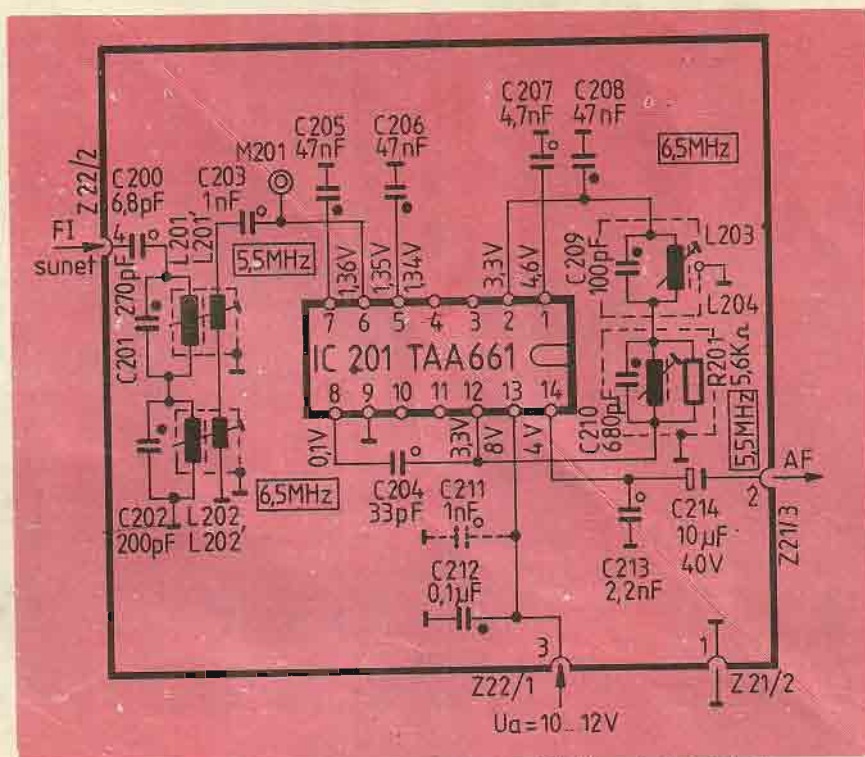 Z 22/2
C200
6,8pF
FI
sunet
4
C203
1nF
M201
C205
47nF
C206
47nF
C207
4,7nF
C208
47nF
6,5MHz
L201
L201'
5,5MHz
270pF
C201
1,36V
1,35V
1,34V
3,3V
4,6V
C209
100pF
L203
L204
7
6
5
4
3
2
1
IC 201 TAA661
8
9
10
11
12
13
14
0,1V
3,3V
8V
4V
C210
680pF
R201
5,6KΩ
5,5MHz
AF
2
Z21/3
C202
200pF
L202,
L202'
6,5MHz
C204
33pF
C211
1nF
C212
0,1µF
C213
2,2nF
C214
10µF
40V
3
1
Z22/1
Z 21/2
Ua=10...12V